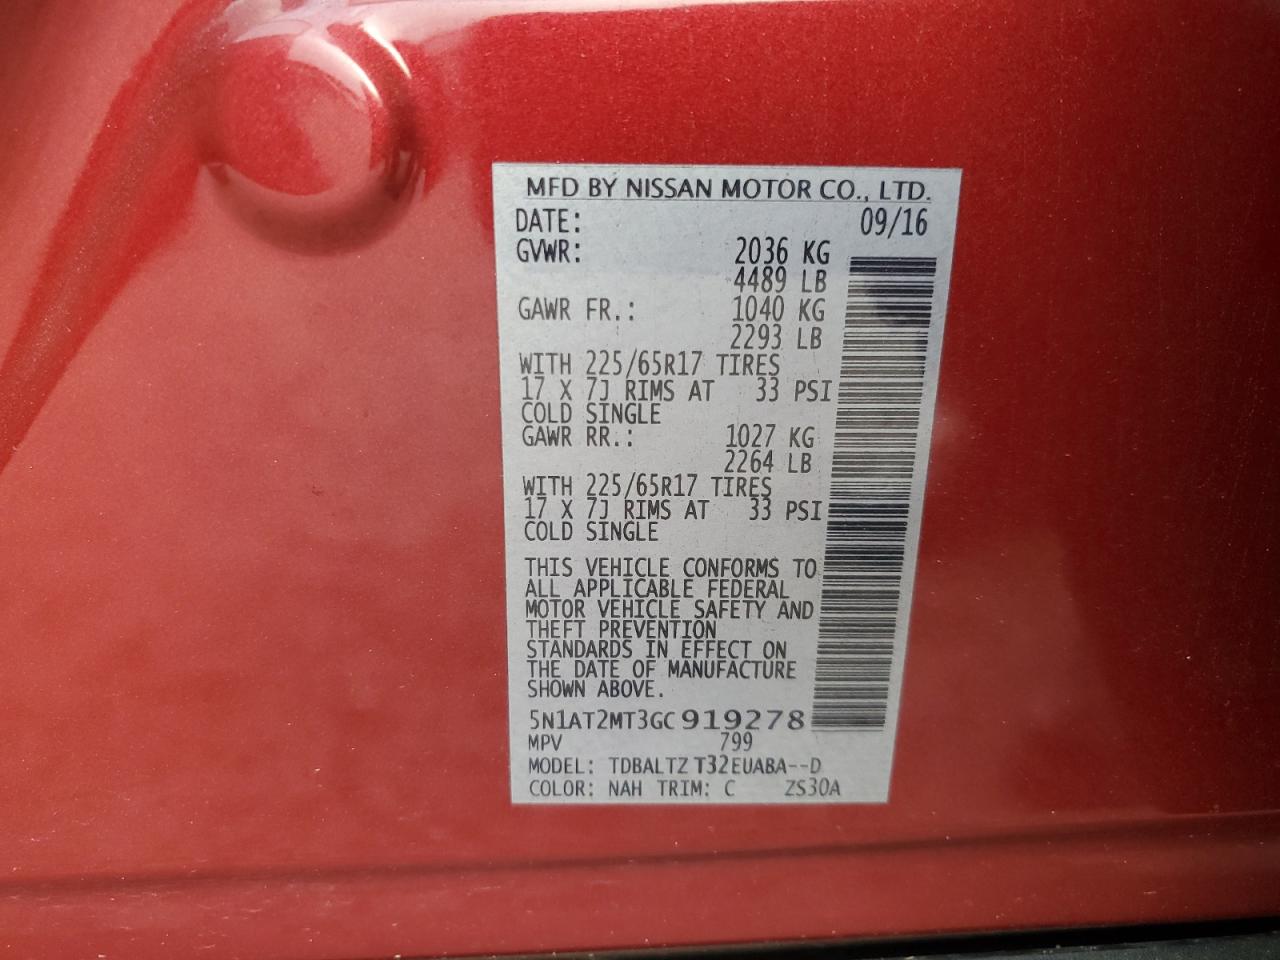 MFD BY NISSAN MOTOR CO., LTD.
DATE: 09/16
GVWR: 2036 KG
4489 LB
GAWR FR.: 1040 KG
2293 LB
WITH 225/65R17 TIRES
17 X 7J RIMS AT 33 PSI
COLD SINGLE
GAWR RR.: 1027 KG
2264 LB
WITH 225/65R17 TIRES
17 X 7J RIMS AT 33 PSI
COLD SINGLE
THIS VEHICLE CONFORMS TO
ALL APPLICABLE FEDERAL
MOTOR VEHICLE SAFETY AND
THEFT PREVENTION
STANDARDS IN EFFECT ON
THE DATE OF MANUFACTURE
SHOWN ABOVE.
5N1AT2MT3GC919278
MPV 799
MODEL: TDBALTZ T32EUABA--D
COLOR: NAH TRIM: C ZS30A